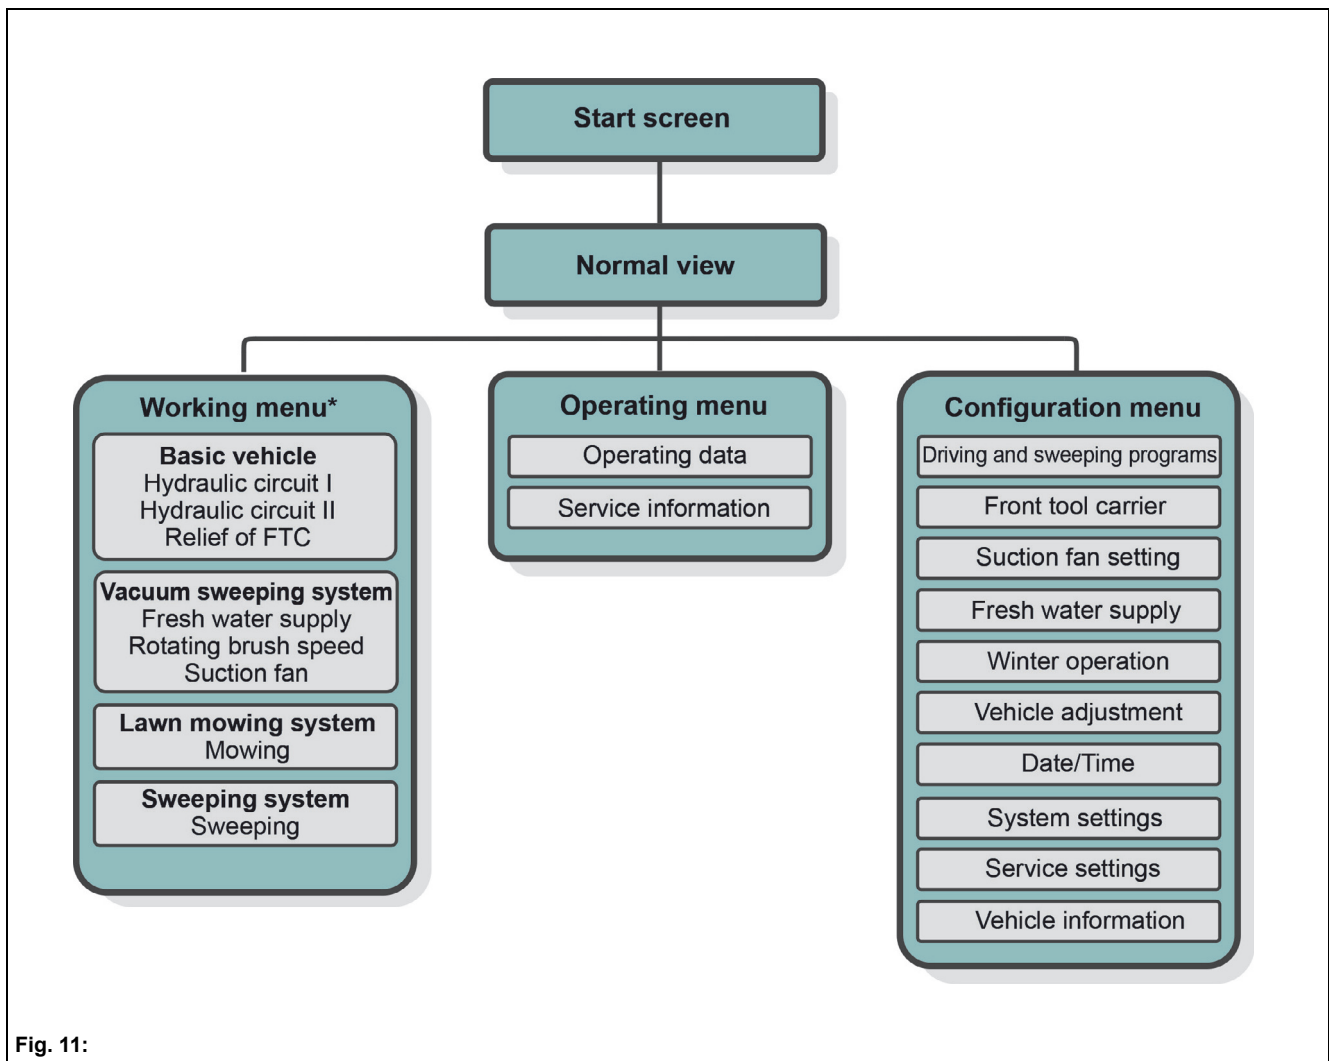 Start screen
Normal view
Working menu*
Basic vehicle
Hydraulic circuit I
Hydraulic circuit II
Relief of FTC
Vacuum sweeping system
Fresh water supply
Rotating brush speed
Suction fan
Lawn mowing system
Mowing
Sweeping system
Sweeping
Operating menu
Operating data
Service information
Configuration menu
Driving and sweeping programs
Front tool carrier
Suction fan setting
Fresh water supply
Winter operation
Vehicle adjustment
Date/Time
System settings
Service settings
Vehicle information
Fig. 11: